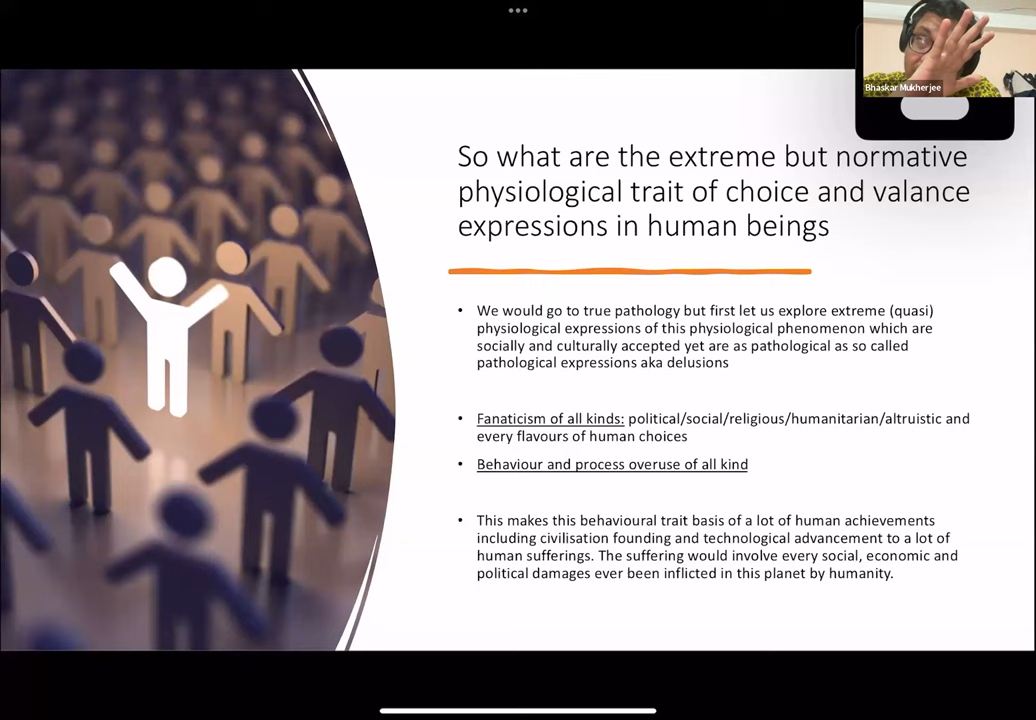 Bhaskar Mukherjee
So what are the extreme but normative
physiological trait of choice and valance
expressions in human beings
• We would go to true pathology but first let us explore extreme (quasi)
physiological expressions of this physiological phenomenon which are
socially and culturally accepted yet are as pathological as so called
pathological expressions aka delusions
• Fanaticism of all kinds: political/social/religious/humanitarian/altruistic and
every flavours of human choices
• Behaviour and process overuse of all kind
• This makes this behavioural trait basis of a lot of human achievements
including civilisation founding and technological advancement to a lot of
human sufferings. The suffering would involve every social, economic and
political damages ever been inflicted in this planet by humanity.